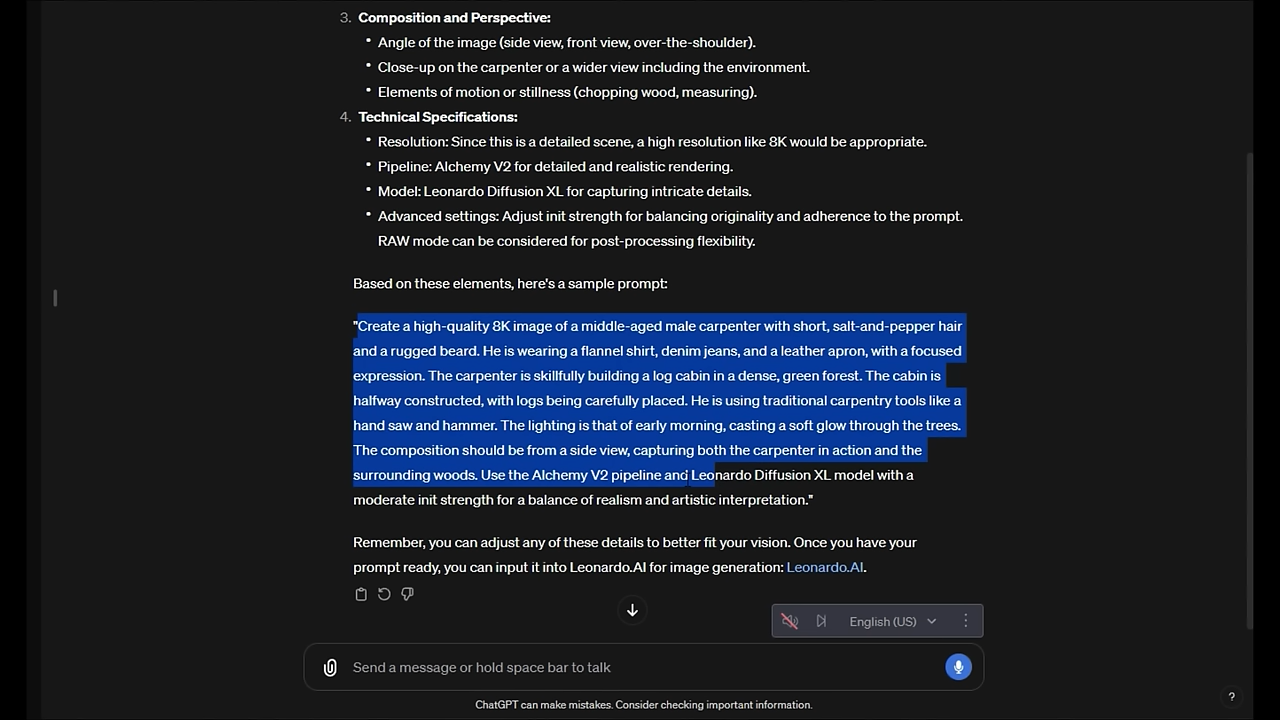 3. Composition and Perspective:
• Angle of the image (side view, front view, over-the-shoulder).
• Close-up on the carpenter or a wider view including the environment.
• Elements of motion or stillness (chopping wood, measuring).
4. Technical Specifications:
• Resolution: Since this is a detailed scene, a high resolution like 8K would be appropriate.
• Pipeline: Alchemy V2 for detailed and realistic rendering.
• Model: Leonardo Diffusion XL for capturing intricate details.
• Advanced settings: Adjust init strength for balancing originality and adherence to the prompt.
RAW mode can be considered for post-processing flexibility.
Based on these elements, here's a sample prompt:
"Create a high-quality 8K image of a middle-aged male carpenter with short, salt-and-pepper hair
and a rugged beard. He is wearing a flannel shirt, denim jeans, and a leather apron, with a focused
expression. The carpenter is skillfully building a log cabin in a dense, green forest. The cabin is
halfway constructed, with logs being carefully placed. He is using traditional carpentry tools like a
hand saw and hammer. The lighting is that of early morning, casting a soft glow through the trees.
The composition should be from a side view, capturing both the carpenter in action and the
surrounding woods. Use the Alchemy V2 pipeline and Leonardo Diffusion XL model with a
moderate init strength for a balance of realism and artistic interpretation."
Remember, you can adjust any of these details to better fit your vision. Once you have your
prompt ready, you can input it into Leonardo.AI for image generation: Leonardo.AI.
English (US)
Send a message or hold space bar to talk
ChatGPT can make mistakes. Consider checking important information.
?